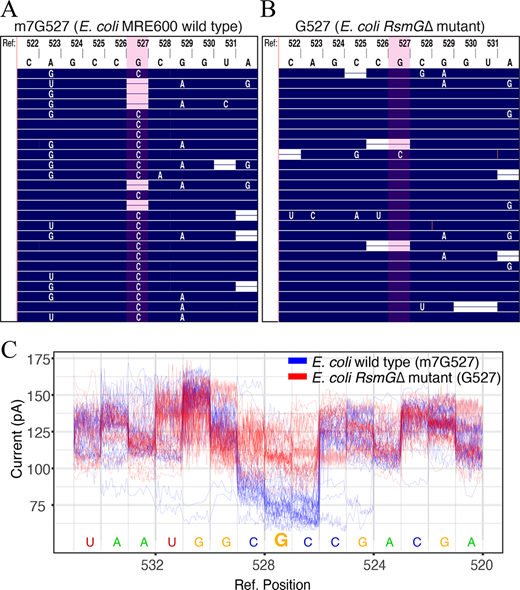 A
m7G527 (E. coli MRE600 wild type)
Ref: 522 523 524 525 526 527 528 529 530 531
C A G C C G C G G U A
G C
U A G
G
G A C
G C
C
C
G C A
G C
G C A G
G C A
A G
C
C
U C
G C A
C
C
C
U C
G C
G C
G C A
U C A
B
G527 (E. coli RsmGΔ mutant)
Ref: 522 523 524 525 526 527 528 529 530 531
C A G C C G C G G U A
G A
A G
G
G C
G
U C A U
A G
A
G
U
C
E. coli wild type (m7G527)
E. coli RsmGΔ mutant (G527)
Current (pA)
175
150
125
100
75
U A A U G G C G C C G A C G A
532 528 524 520
Ref. Position